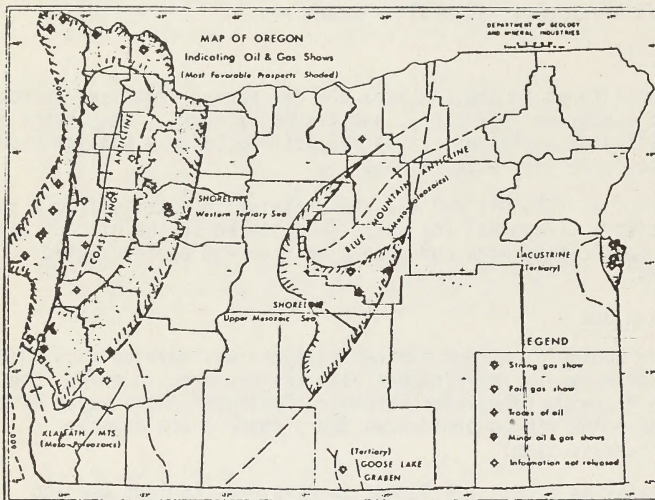 MAP OF OREGON
Indicating Oil & Gas Shows
(Most Favorable Prospects Shaded)
DEPARTMENT OF GEOLOGY
AND MINERAL INDUSTRIES
COAST RANGE ANTICLINE
SHORELINE
Western Tertiary Sea
BLUE MOUNTAIN ANTICLINE
(Meso-Paleozoics)
SHORELINE
Upper Mesozoic Sea
LACUSTRINE
(Tertiary)
KLAMATH MTS.
(Meso-Paleozoics)
(Tertiary)
GOOSE LAKE
GRABEN
LEGEND
Strong gas show
Fair gas show
Traces of oil
Minor oil & gas shows
Information not released